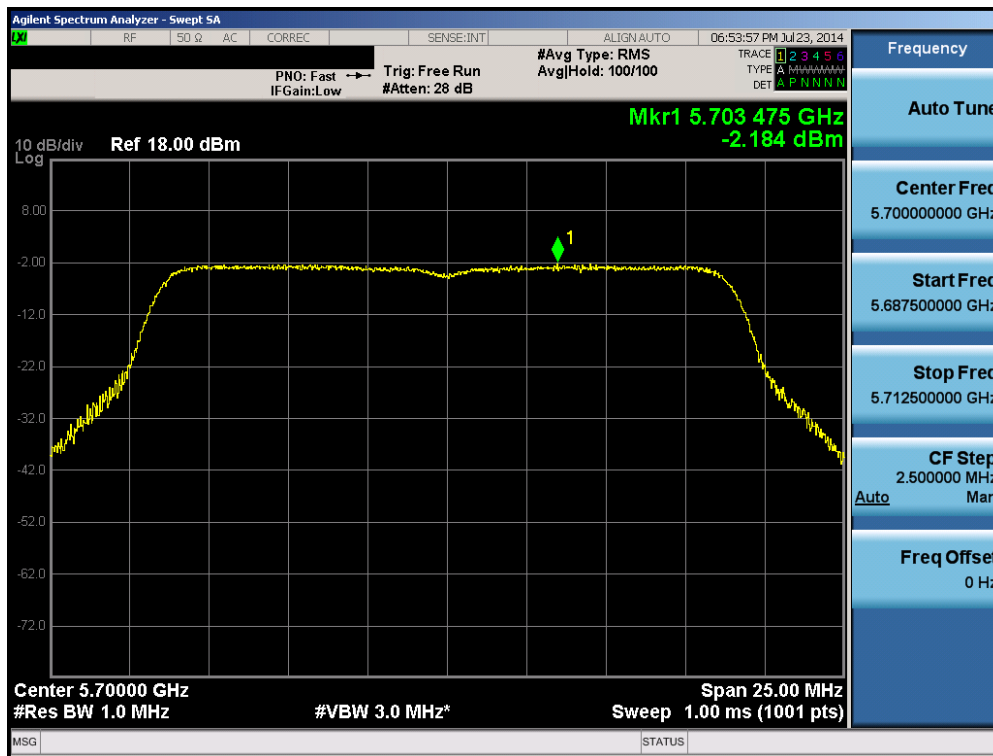 Agilent Spectrum Analyzer - Swept SA
LXI RF 50 Ω AC CORREC SENSE:INT ALIGN AUTO 06:53:57 PM Jul 23, 2014
#Avg Type: RMS TRACE 1 2 3 4 5 6
PNO: Fast Trig: Free Run Avg|Hold: 100/100 TYPE A M W W W W W
IFGain:Low #Atten: 28 dB DET A P N N N N
Mkr1 5.703 475 GHz
-2.184 dBm
10 dB/div Ref 18.00 dBm
Log
1
8.00
-2.00
-12.0
-22.0
-32.0
-42.0
-52.0
-62.0
-72.0
Center 5.70000 GHz Span 25.00 MHz
#Res BW 1.0 MHz #VBW 3.0 MHz* Sweep 1.00 ms (1001 pts)
MSG STATUS
Frequency
Auto Tune
Center Freq
5.700000000 GHz
Start Freq
5.687500000 GHz
Stop Freq
5.712500000 GHz
CF Step
2.500000 MHz
Auto Man
Freq Offset
0 Hz